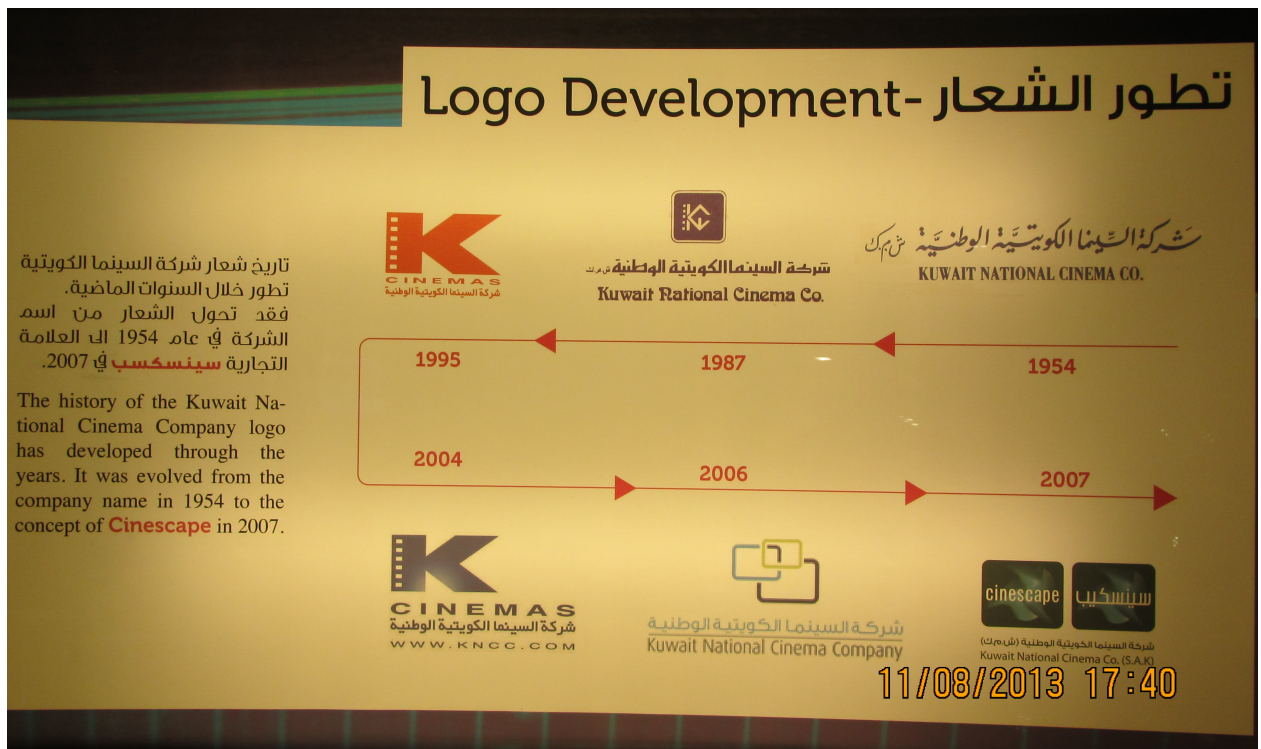 Logo Development- تطور الشعار
تاريخ شعار شركة السينما الكويتية
تطور خلال السنوات الماضية.
فقد تحول الشعار من اسم
الشركة في عام 1954 الى العلامة
التجارية سينسكسب في 2007.
The history of the Kuwait Na-
tional Cinema Company logo
has developed through the
years. It was evolved from the
company name in 1954 to the
concept of Cinescape in 2007.
شركة السينما الكويتية الوطنية ش.م.ك
KUWAIT NATIONAL CINEMA CO.
1954
شركة السينما الكويتية الوطنية ش.م.ك
Kuwait National Cinema Co.
1987
K
CINEMAS
شركة السينما الكويتية الوطنية
1995
2004
K
CINEMAS
شركة السينما الكويتية الوطنية
WWW.KNCC.COM
2006
شركة السينما الكويتية الوطنية
Kuwait National Cinema Company
2007
cinescape سينسكيب
شركة السينما الكويتية الوطنية (ش.م.ك)
Kuwait National Cinema Co. (S.A.K)
11/08/2013 17:40